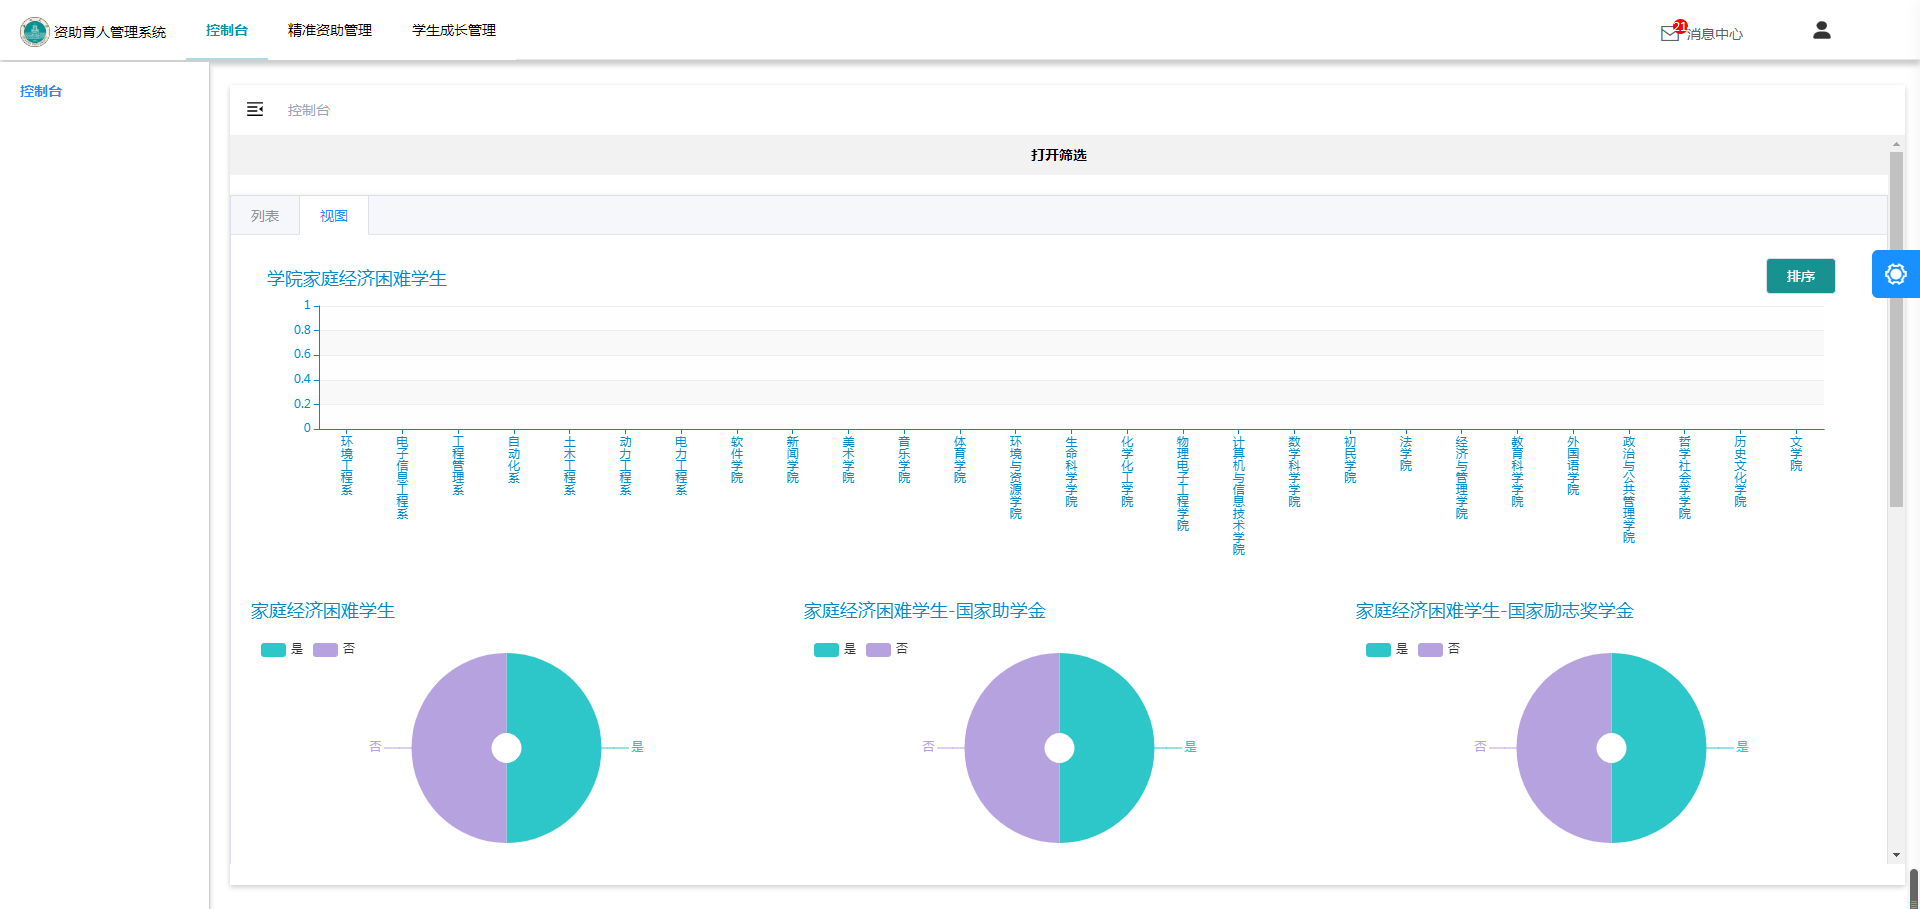 资助育人管理系统
控制台
精准资助管理
学生成长管理
21
消息中心
控制台
控制台
打开筛选
列表
视图
学院家庭经济困难学生
排序
1
0.8
0.6
0.4
0.2
0
环境工程系
电子信息工程系
工程管理系
自动化系
土木工程系
动力工程系
电力工程系
软件学院
新闻学院
美术学院
音乐学院
体育学院
环境与资源学院
生命科学学院
化学化工学院
物理电子工程学院
计算机与信息技术学院
数学科学学院
初民学院
法学院
经济与管理学院
教育科学学院
外国语学院
政治与公共管理学院
哲学社会学学院
历史文化学院
文学院
家庭经济困难学生
是 否
否
是
家庭经济困难学生-国家助学金
是 否
否
是
家庭经济困难学生-国家励志奖学金
是 否
否
是